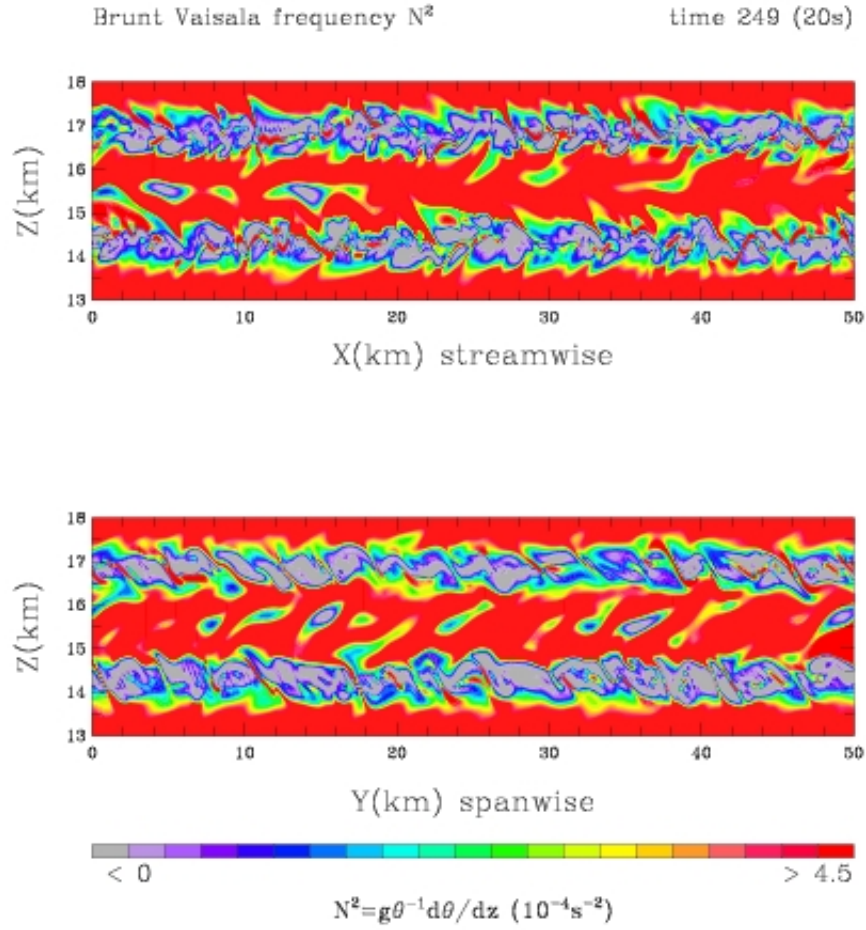 Brunt Vaisala frequency N² time 249 (20s)
18
17
16
15
14
13
Z(km)
0 10 20 30 40 50
X(km) streamwise
18
17
16
15
14
13
Z(km)
0 10 20 30 40 50
Y(km) spanwise
< 0 > 4.5
N²=gθ⁻¹dθ/dz (10⁻⁴s⁻²)